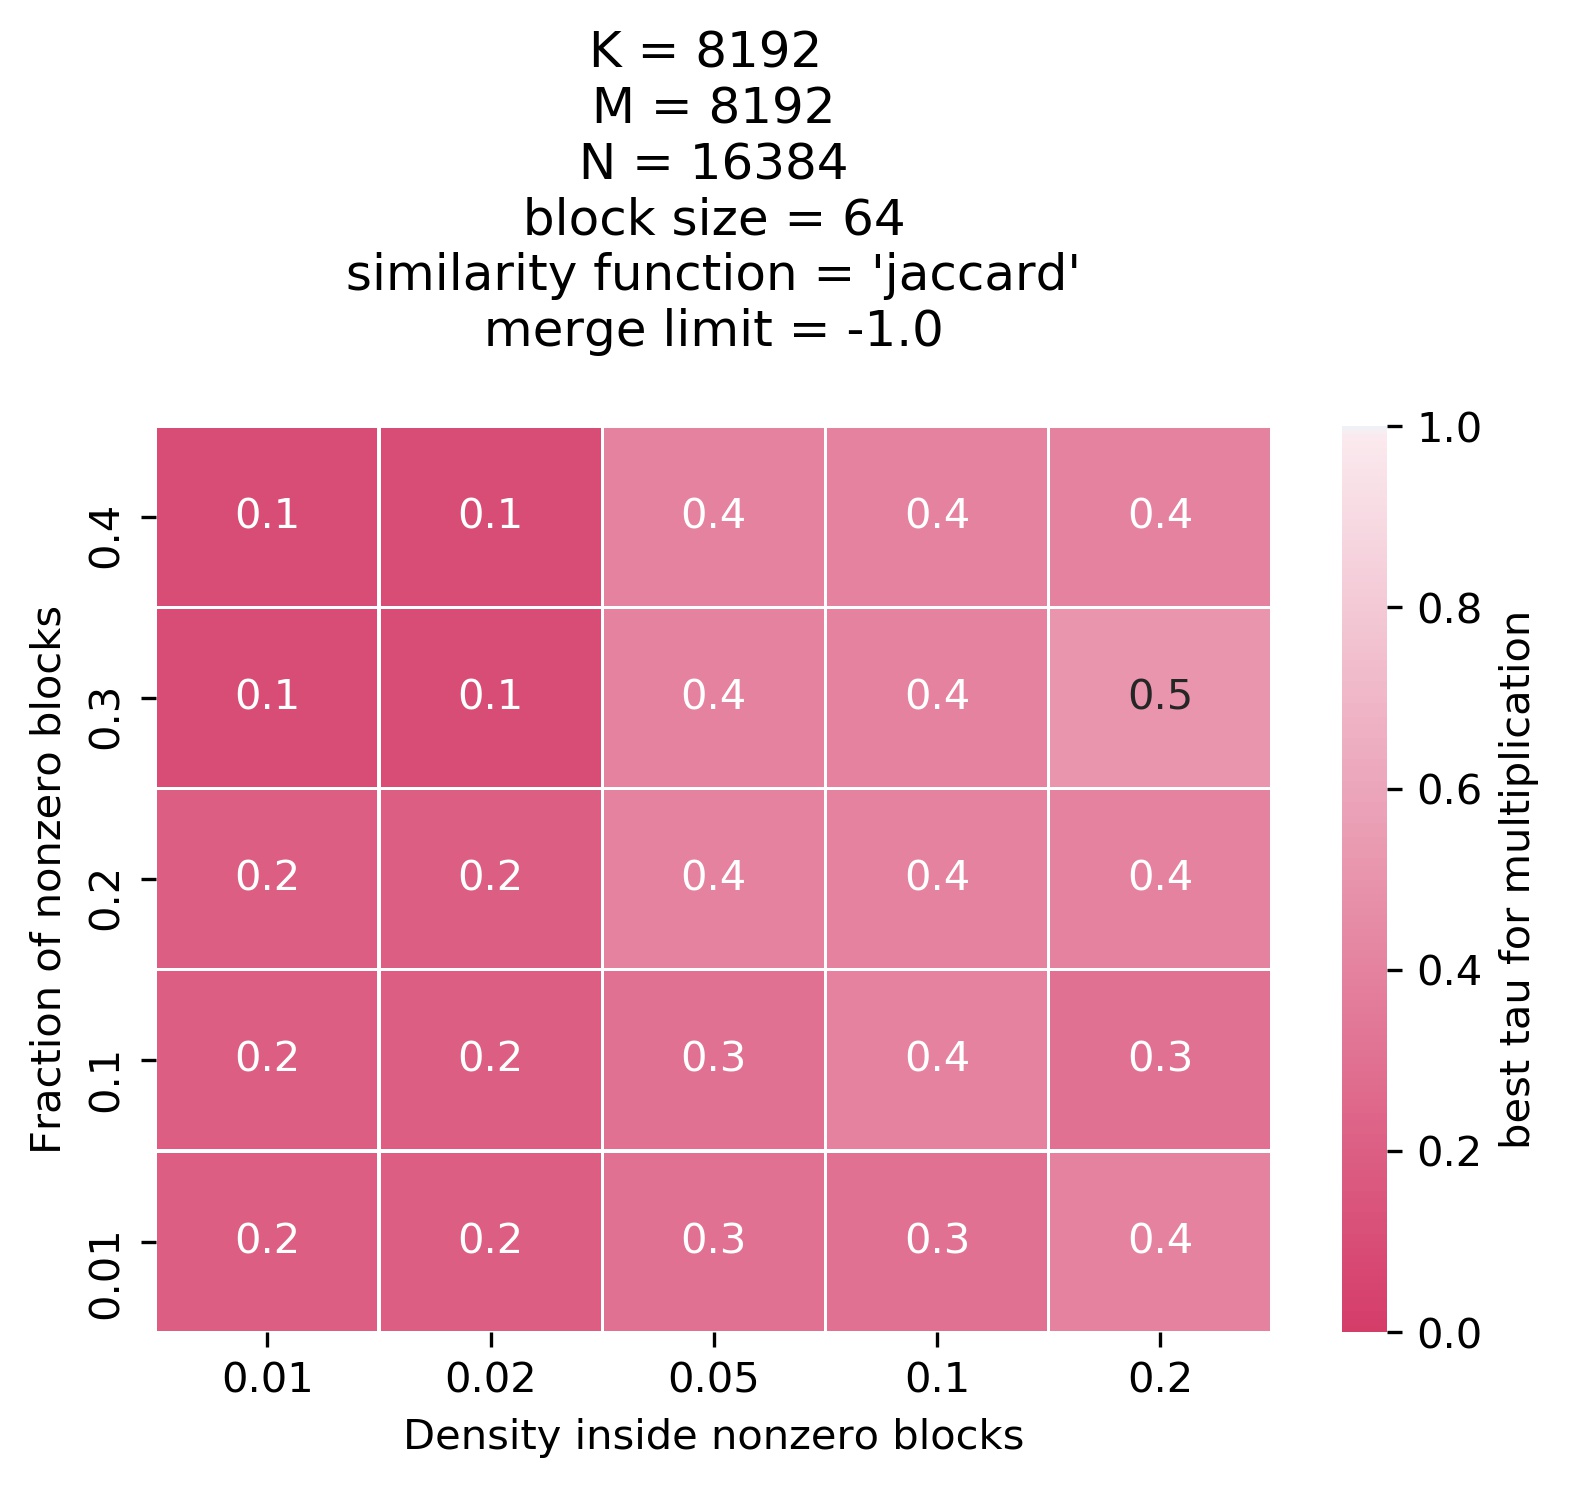 K = 8192
M = 8192
N = 16384
block size = 64
similarity function = 'jaccard'
merge limit = -1.0
Fraction of nonzero blocks
0.4 0.1 0.1 0.4 0.4 0.4
0.3 0.1 0.1 0.4 0.4 0.5
0.2 0.2 0.2 0.4 0.4 0.4
0.1 0.2 0.2 0.3 0.4 0.3
0.01 0.2 0.2 0.3 0.3 0.4
0.01 0.02 0.05 0.1 0.2
Density inside nonzero blocks
1.0
0.8
0.6
0.4
0.2
0.0
best tau for multiplication